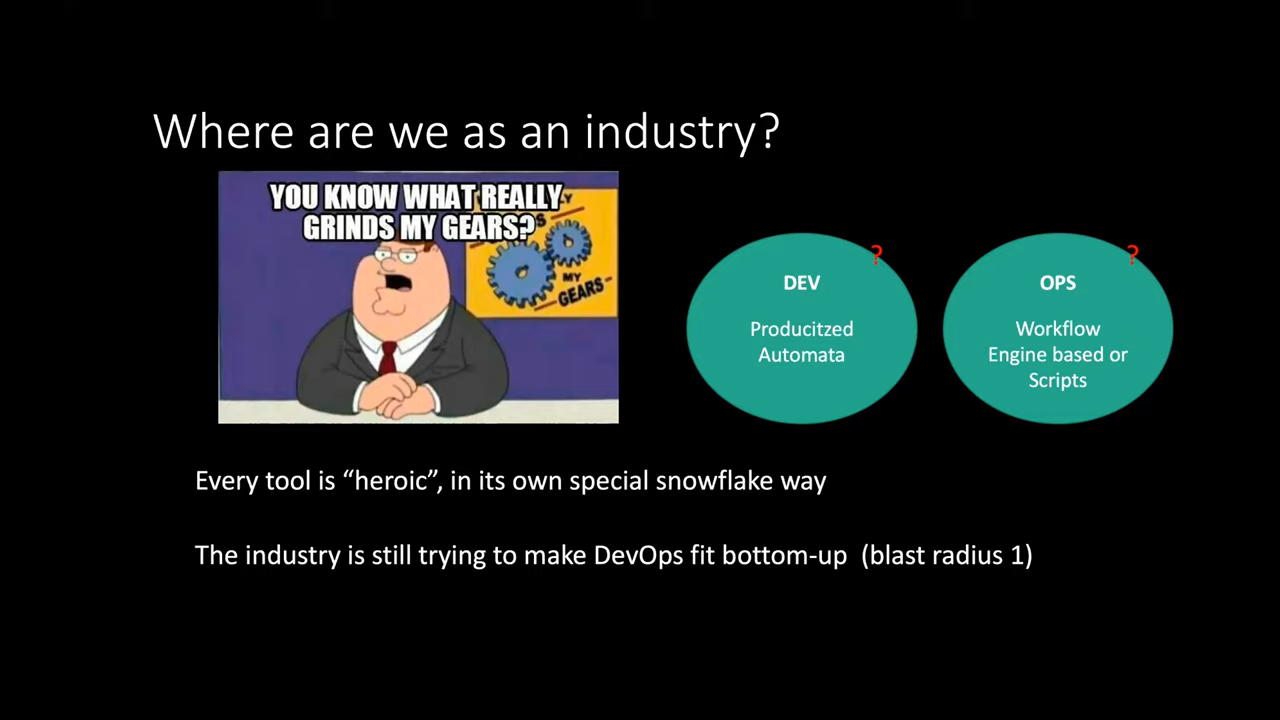 Where are we as an industry?
YOU KNOW WHAT REALLY
GRINDS MY GEARS?
MY
GEARS
?
DEV
Producitzed
Automata
?
OPS
Workflow
Engine based or
Scripts
Every tool is “heroic”, in its own special snowflake way
The industry is still trying to make DevOps fit bottom-up (blast radius 1)